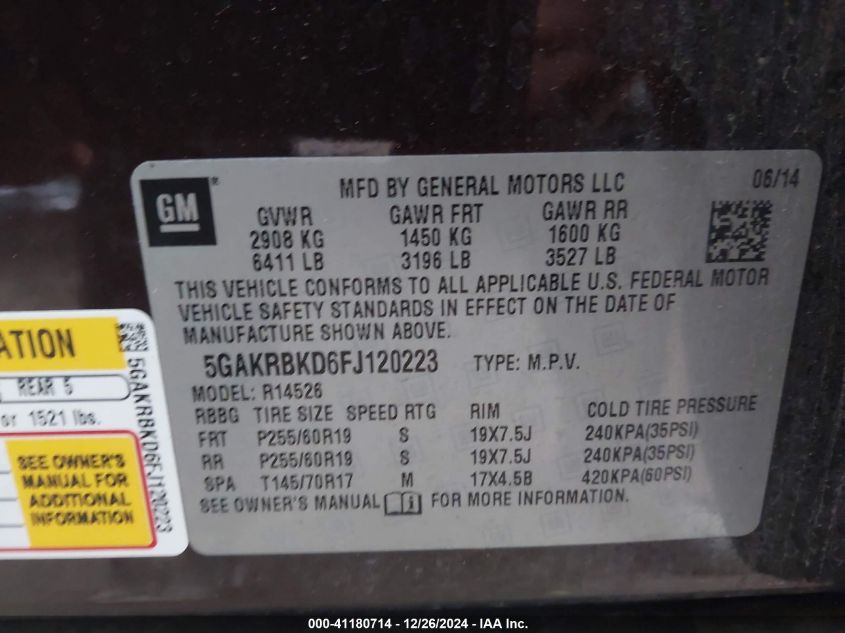 GM
MFD BY GENERAL MOTORS LLC 06/14
GVWR GAWR FRT GAWR RR
2908 KG 1450 KG 1600 KG
6411 LB 3196 LB 3527 LB
THIS VEHICLE CONFORMS TO ALL APPLICABLE U.S. FEDERAL MOTOR
VEHICLE SAFETY STANDARDS IN EFFECT ON THE DATE OF
MANUFACTURE SHOWN ABOVE.
5GAKRBKD6FJ120223 TYPE: M.P.V.
MODEL: R14526
RBBG TIRE SIZE SPEED RTG RIM COLD TIRE PRESSURE
FRT P255/60R19 S 19X7.5J 240KPA(35PSI)
RR P255/60R19 S 19X7.5J 240KPA(35PSI)
SPA T145/70R17 M 17X4.5B 420KPA(60PSI)
SEE OWNER'S MANUAL FOR MORE INFORMATION.
ATION
REAR 5
or 1521 lbs.
SEE OWNER'S
MANUAL FOR
ADDITIONAL
INFORMATION
5GAKRBKD6FJ120223
000-41180714 - 12/26/2024 - IAA Inc.